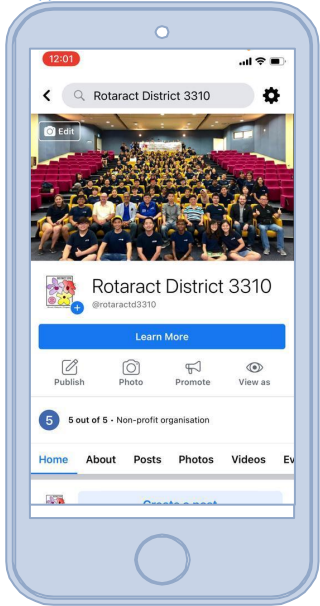 12:01
Rotaract District 3310
Edit
Rotaract District 3310
@rotaractd3310
Learn More
Publish Photo Promote View as
5 5 out of 5 · Non-profit organisation
Home About Posts Photos Videos Ev
Create a post